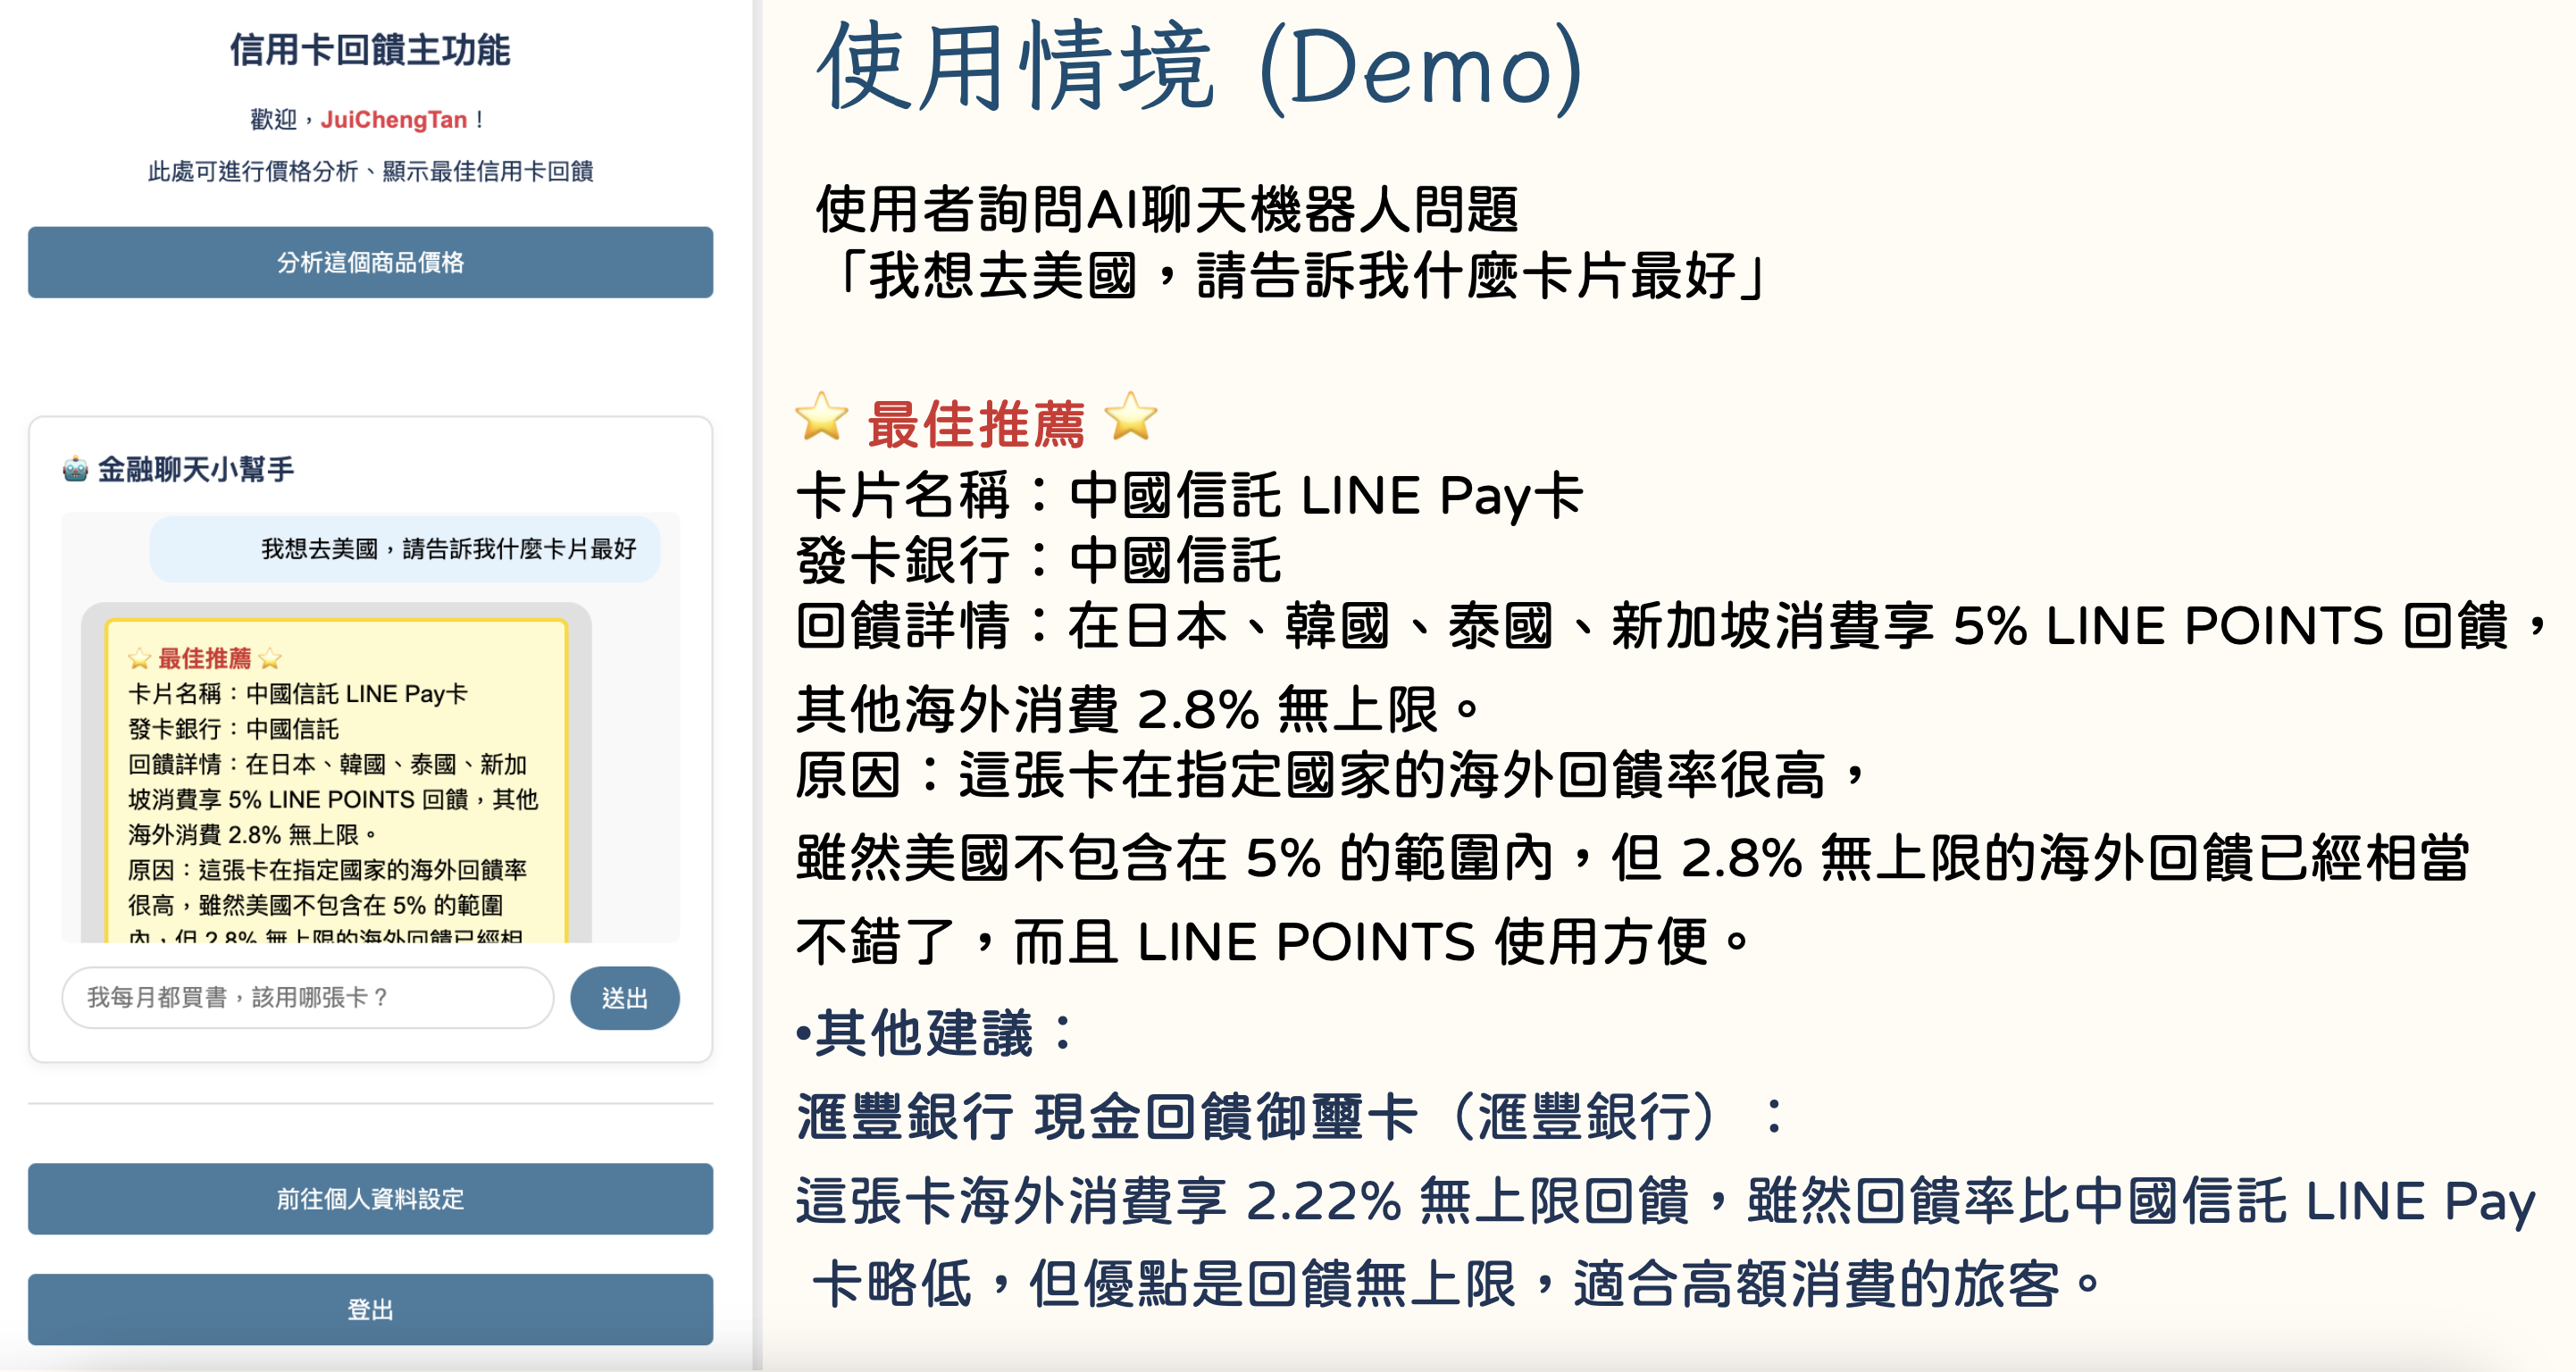 信用卡回饋主功能
歡迎，JuiChengTan！
此處可進行價格分析、顯示最佳信用卡回饋
分析這個商品價格
🤖 金融聊天小幫手
我想去美國，請告訴我什麼卡片最好
⭐ 最佳推薦 ⭐
卡片名稱：中國信託 LINE Pay卡
發卡銀行：中國信託
回饋詳情：在日本、韓國、泰國、新加
坡消費享 5% LINE POINTS 回饋，其他
海外消費 2.8% 無上限。
原因：這張卡在指定國家的海外回饋率
很高，雖然美國不包含在 5% 的範圍
內，但 2.8% 無上限的海外回饋已經相
我每月都買書，該用哪張卡？
送出
前往個人資料設定
登出
使用情境 (Demo)
使用者詢問AI聊天機器人問題
「我想去美國，請告訴我什麼卡片最好」
⭐ 最佳推薦 ⭐
卡片名稱：中國信託 LINE Pay卡
發卡銀行：中國信託
回饋詳情：在日本、韓國、泰國、新加坡消費享 5% LINE POINTS 回饋，
其他海外消費 2.8% 無上限。
原因：這張卡在指定國家的海外回饋率很高，
雖然美國不包含在 5% 的範圍內，但 2.8% 無上限的海外回饋已經相當
不錯了，而且 LINE POINTS 使用方便。
•其他建議：
滙豐銀行 現金回饋御璽卡（滙豐銀行）：
這張卡海外消費享 2.22% 無上限回饋，雖然回饋率比中國信託 LINE Pay
卡略低，但優點是回饋無上限，適合高額消費的旅客。